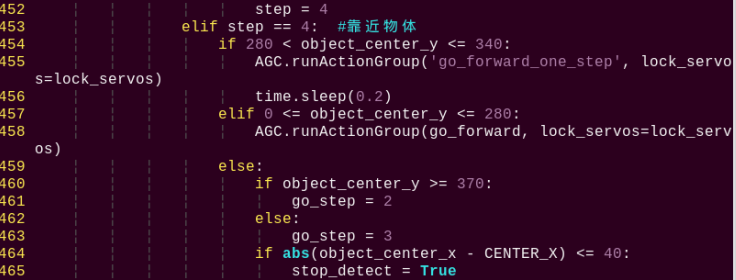 452                         step = 4
453                 elif step == 4:  #靠近物体
454                     if 280 < object_center_y <= 340:
455                         AGC.runActionGroup('go_forward_one_step', lock_servo
s=lock_servos)
456                         time.sleep(0.2)
457                     elif 0 <= object_center_y <= 280:
458                         AGC.runActionGroup(go_forward, lock_servos=lock_serv
os)
459                     else:
460                         if object_center_y >= 370:
461                             go_step = 2
462                         else:
463                             go_step = 3
464                         if abs(object_center_x - CENTER_X) <= 40:
465                             stop_detect = True